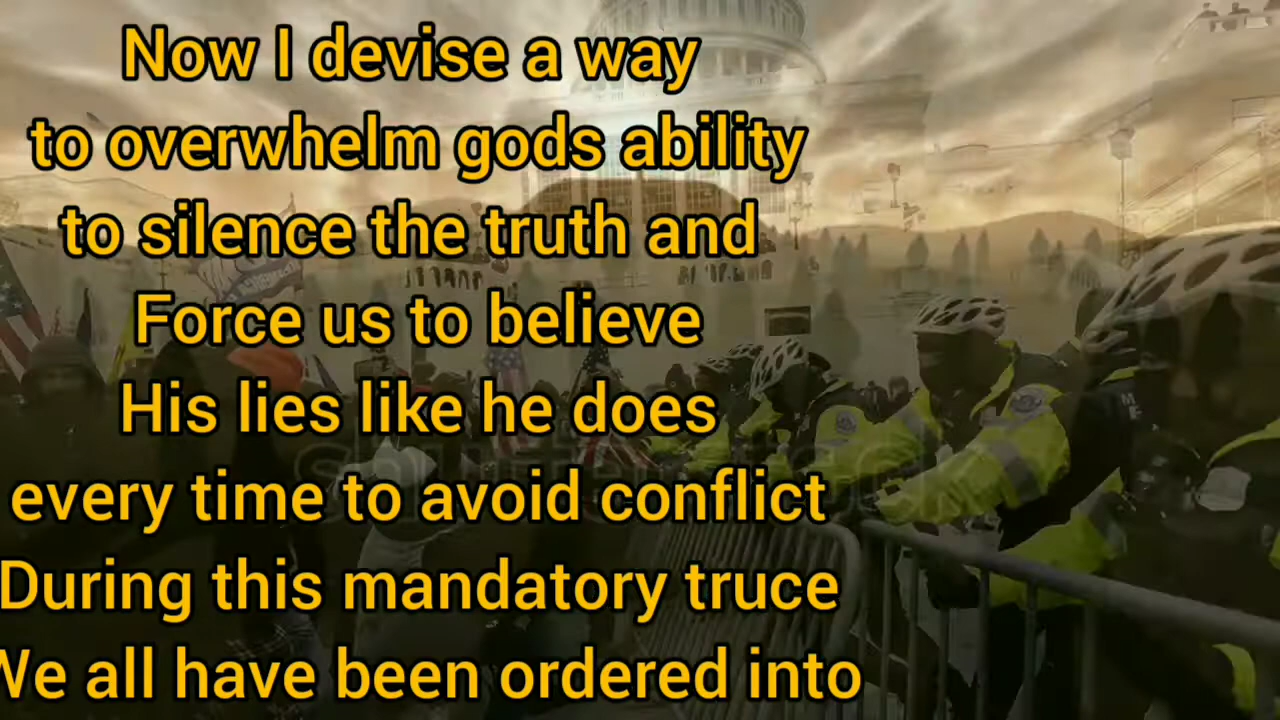 Now I devise a way
to overwhelm gods ability
to silence the truth and
Force us to believe
His lies like he does
every time to avoid conflict
During this mandatory truce
We all have been ordered into